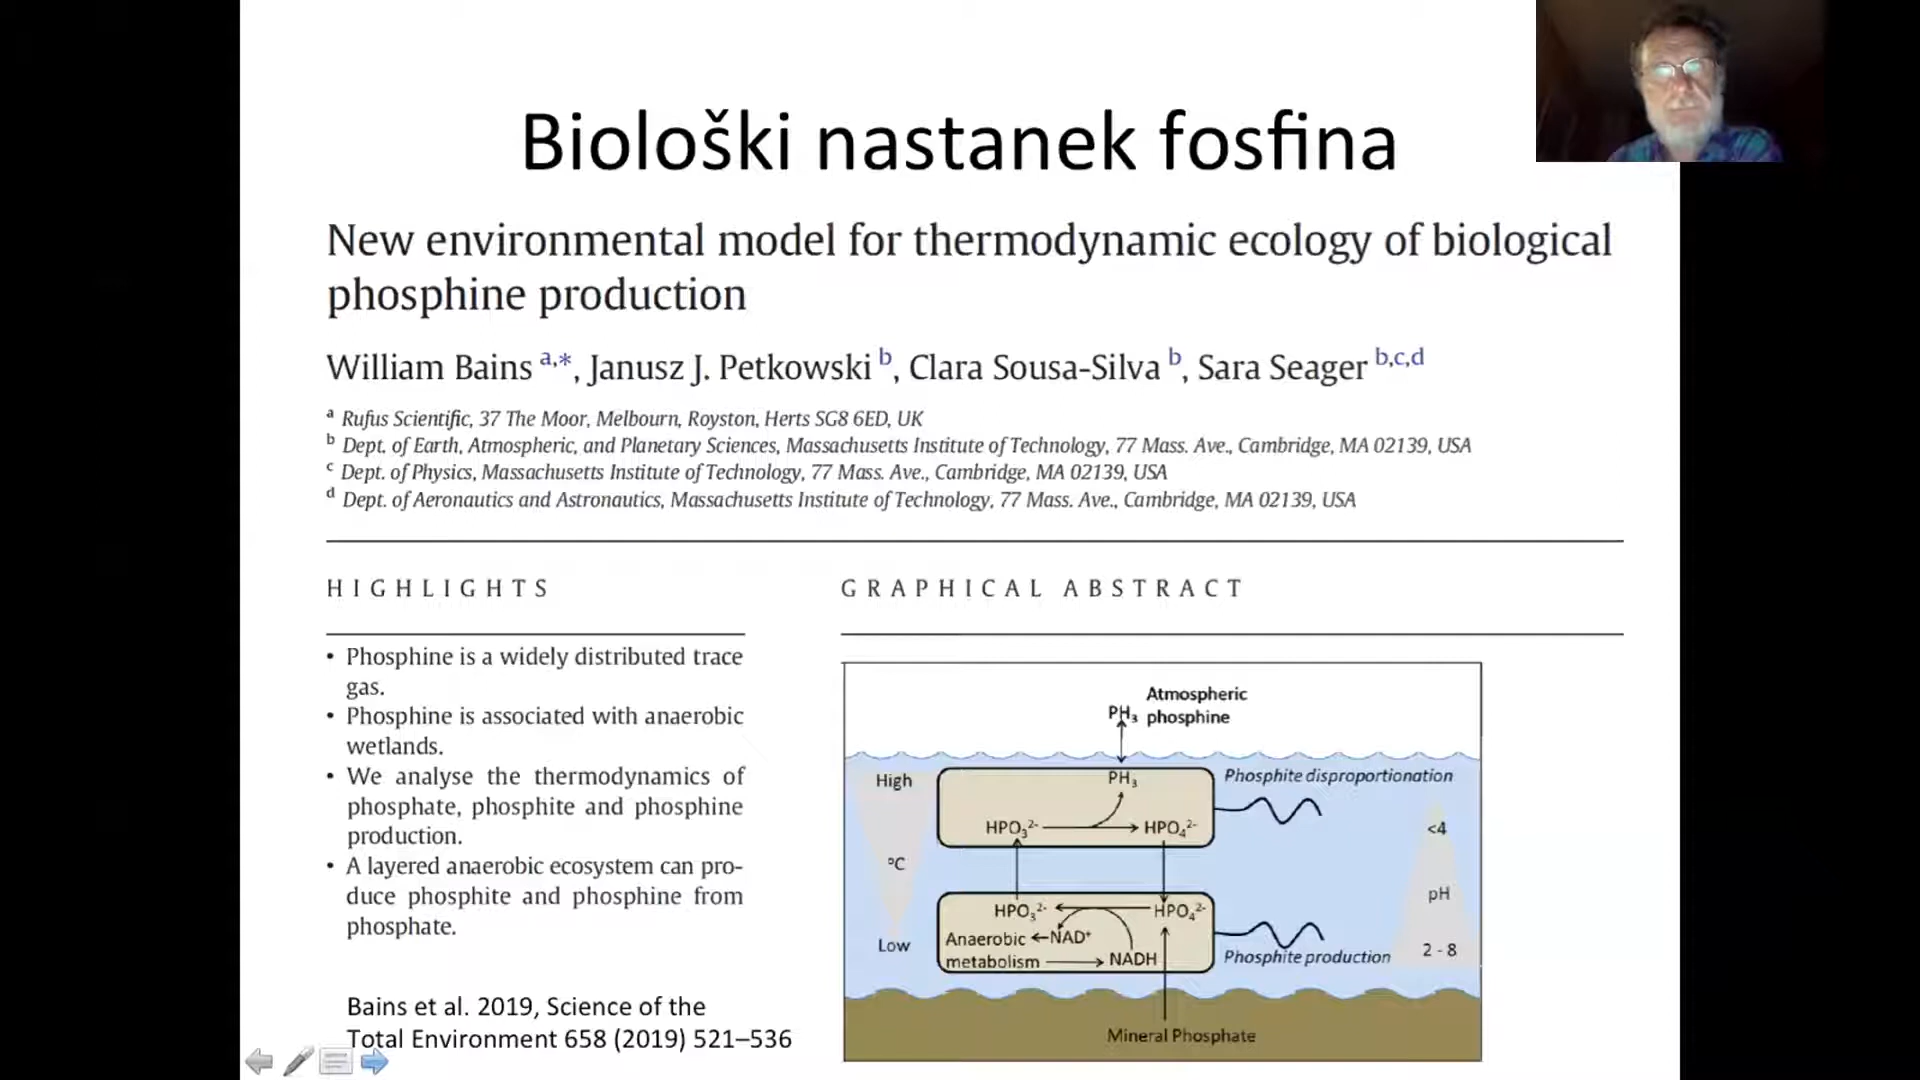 Biološki nastanek fosfina
New environmental model for thermodynamic ecology of biological
phosphine production
William Bains a,*, Janusz J. Petkowski b, Clara Sousa-Silva b, Sara Seager b,c,d
a Rufus Scientific, 37 The Moor, Melbourn, Royston, Herts SG8 6ED, UK
b Dept. of Earth, Atmospheric, and Planetary Sciences, Massachusetts Institute of Technology, 77 Mass. Ave., Cambridge, MA 02139, USA
c Dept. of Physics, Massachusetts Institute of Technology, 77 Mass. Ave., Cambridge, MA 02139, USA
d Dept. of Aeronautics and Astronautics, Massachusetts Institute of Technology, 77 Mass. Ave., Cambridge, MA 02139, USA
HIGHLIGHTS
• Phosphine is a widely distributed trace
gas.
• Phosphine is associated with anaerobic
wetlands.
• We analyse the thermodynamics of
phosphate, phosphite and phosphine
production.
• A layered anaerobic ecosystem can pro-
duce phosphite and phosphine from
phosphate.
Bains et al. 2019, Science of the
Total Environment 658 (2019) 521–536
GRAPHICAL ABSTRACT
Atmospheric
PH₃ phosphine
High
PH₃
Phosphite disproportionation
HPO₃²⁻
HPO₄²⁻
<4
°C
pH
HPO₃²⁻
HPO₄²⁻
Anaerobic ←NAD⁺
metabolism → NADH
Low
Phosphite production
2 - 8
Mineral Phosphate